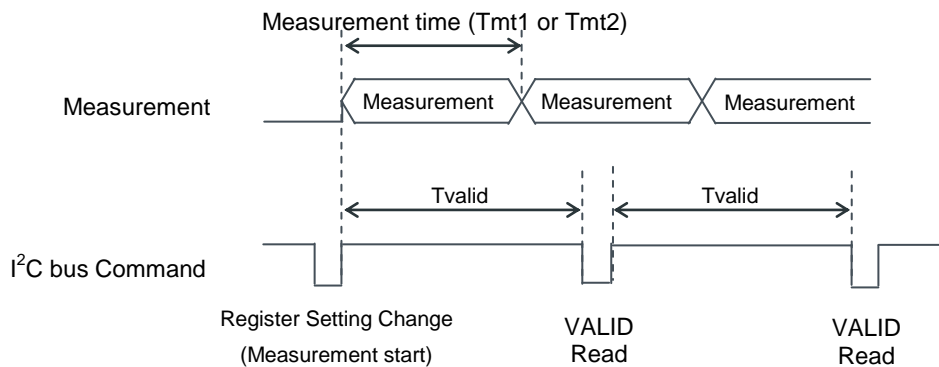 Measurement time (Tmt1 or Tmt2)
Measurement
Measurement
Measurement
Measurement
Tvalid
Tvalid
I²C bus Command
Register Setting Change
(Measurement start)
VALID
Read
VALID
Read